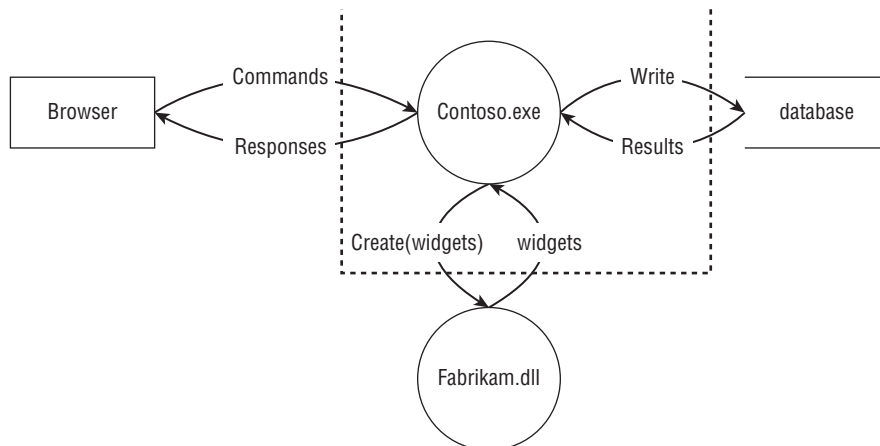 Commands
Write
Browser
Contoso.exe
database
Responses
Results
Create(widgets)
widgets
Fabrikam.dll